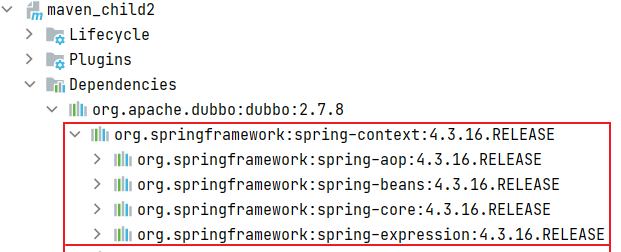 maven_child2
Lifecycle
Plugins
Dependencies
org.apache.dubbo:dubbo:2.7.8
org.springframework:spring-context:4.3.16.RELEASE
org.springframework:spring-aop:4.3.16.RELEASE
org.springframework:spring-beans:4.3.16.RELEASE
org.springframework:spring-core:4.3.16.RELEASE
org.springframework:spring-expression:4.3.16.RELEASE